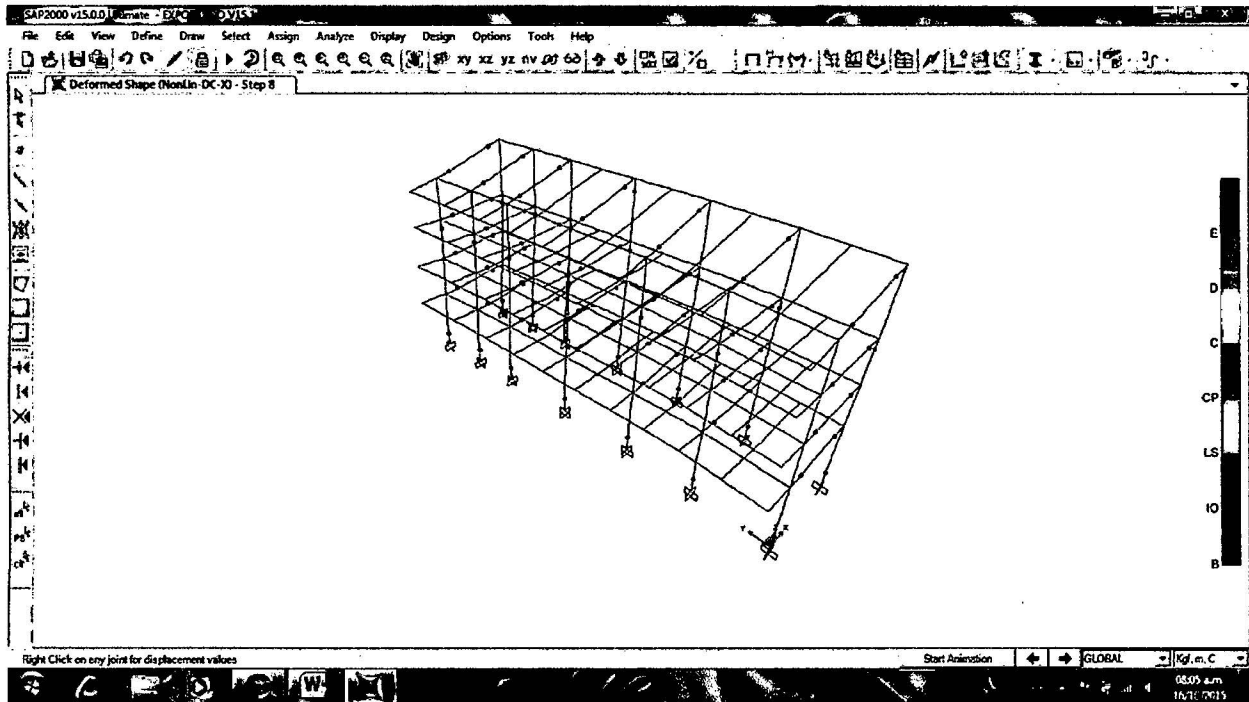 SAP2000 v15.0.0
File Edit View Define Draw Select Assign Analyze Display Design Options Tools Help
xy xz yz nv
Deformed Shape (NonLin-DC-X) - Step 8
E
D
C
CP
LS
IO
B
Y X
Right Click on any joint for displacement values
Start Animation GLOBAL Kgf, m, C
W
08:05 a.m.